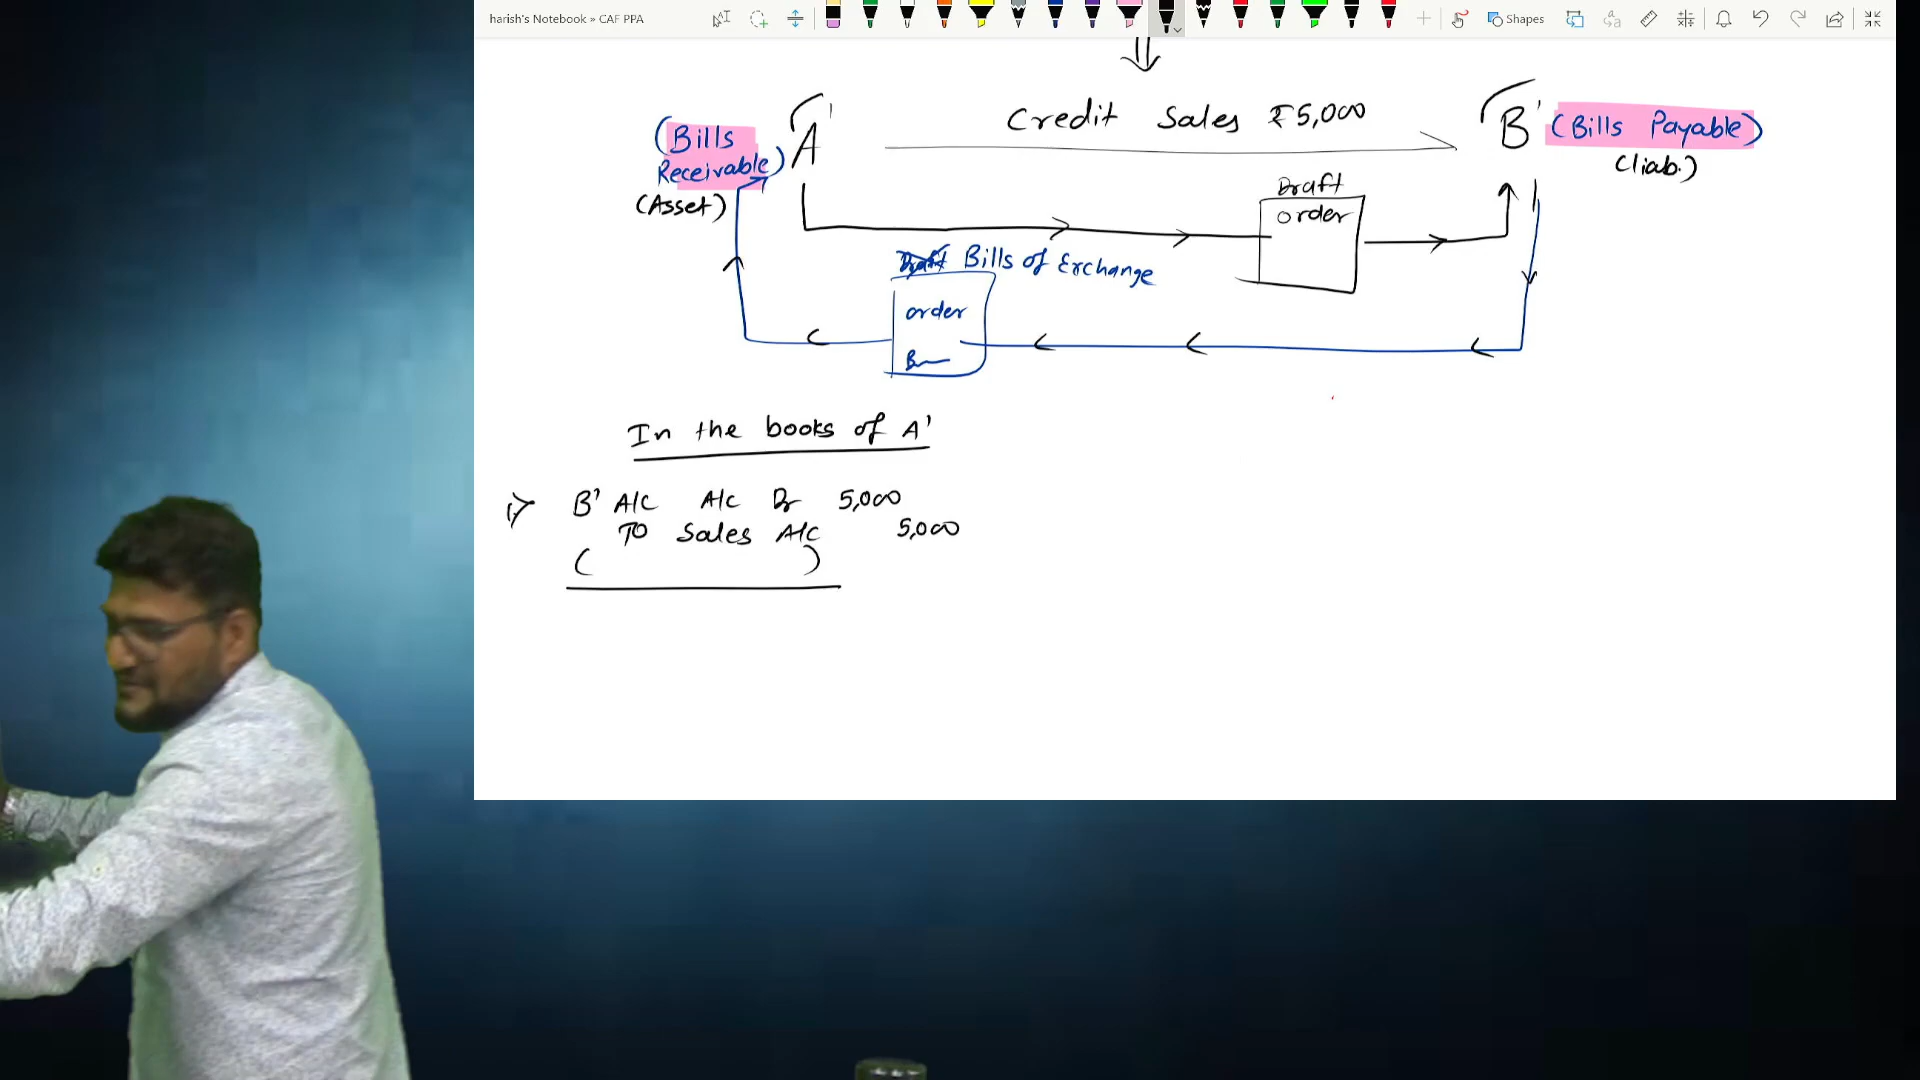 harish's Notebook » CAF PPA
Shapes
Credit Sales ₹5,000
A'
B'
(Bills Receivable)
(Asset)
(Bills Payable)
(liab.)
Draft
order
Bills of Exchange
order
B
In the books of A'
1) B' A/c A/c Dr 5,000
To Sales A/c 5,000
( )